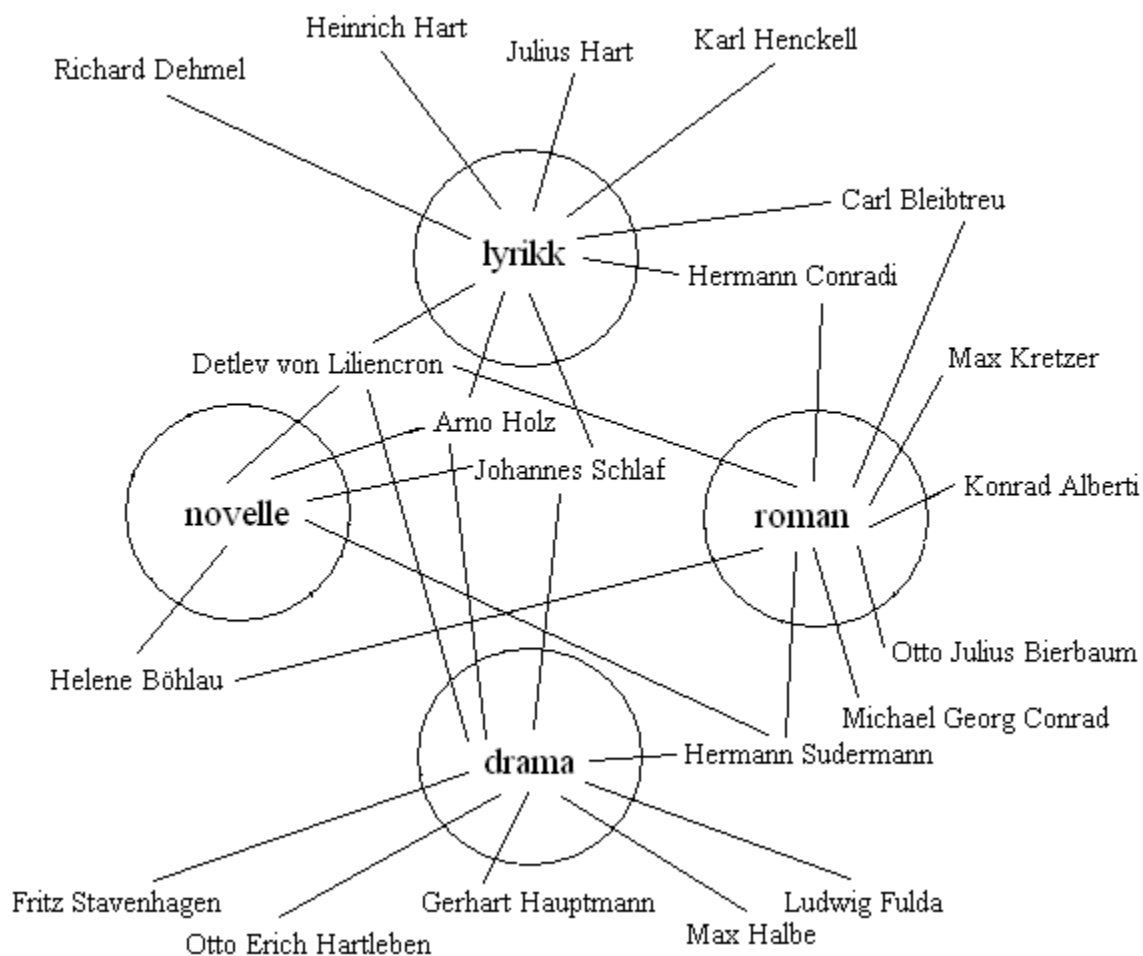 Heinrich Hart
Julius Hart
Karl Henckell
Richard Dehmel
Carl Bleibtreu
lyrikk
Hermann Conradi
Detlev von Liliencron
Max Kretzer
Arno Holz
Johannes Schlaf
Konrad Alberti
novelle
roman
Otto Julius Bierbaum
Helene Böhlau
Michael Georg Conrad
Hermann Sudermann
drama
Fritz Stavenhagen
Gerhart Hauptmann
Ludwig Fulda
Max Halbe
Otto Erich Hartleben